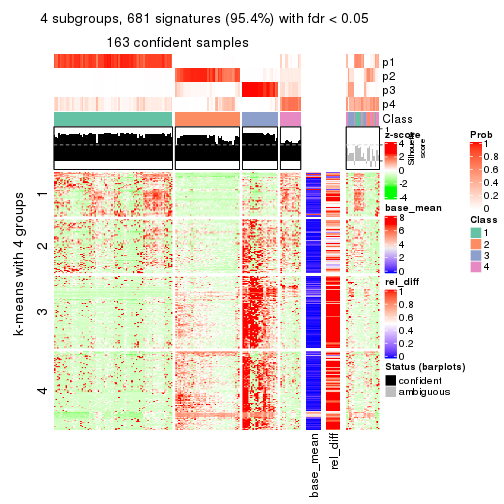 4 subgroups, 681 signatures (95.4%) with fdr < 0.05
163 confident samples
p1
p2
p3
p4
Class
1
Silhouette
score
k-means with 4 groups
1
2
3
4
base_mean
rel_diff
z-score
4
2
0
-2
-4
base_mean
8
6
4
2
0
rel_diff
1
0.8
0.6
0.4
0.2
0
Status (barplots)
confident
ambiguous
Prob
1
0.8
0.6
0.4
0.2
0
Class
1
2
3
4